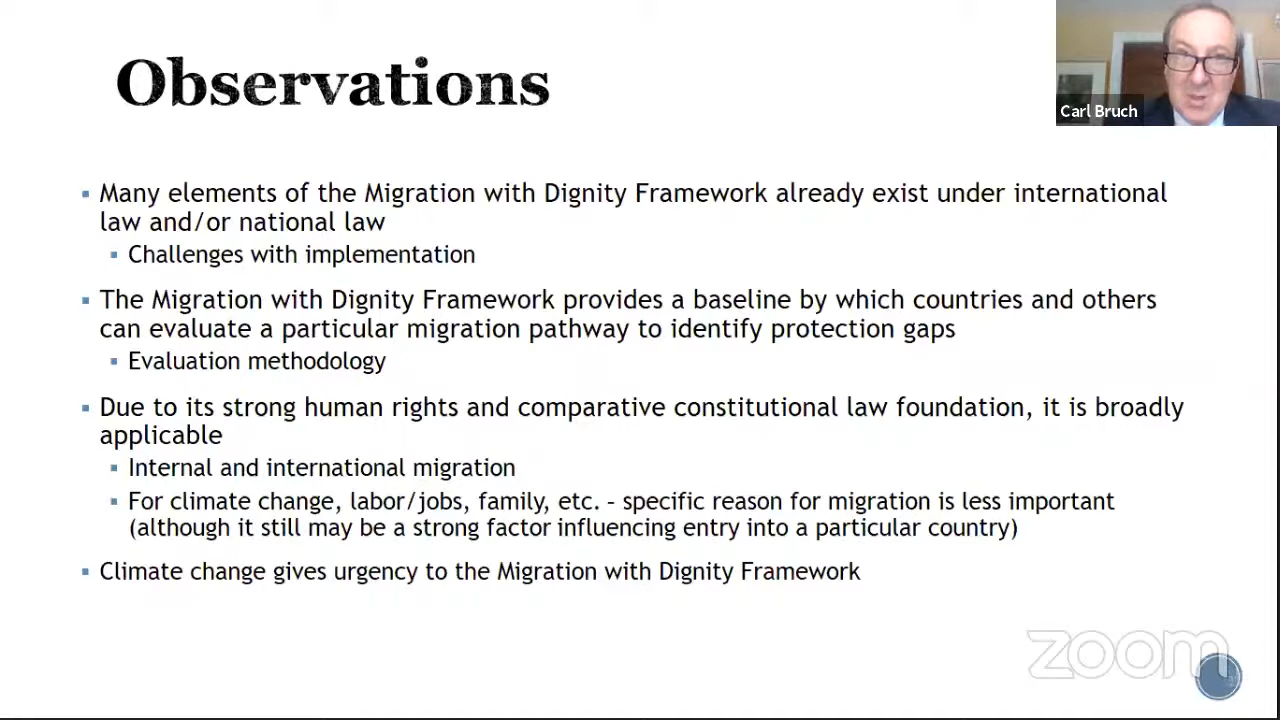 Observations
Carl Bruch
▪ Many elements of the Migration with Dignity Framework already exist under international
law and/or national law
▪ Challenges with implementation
▪ The Migration with Dignity Framework provides a baseline by which countries and others
can evaluate a particular migration pathway to identify protection gaps
▪ Evaluation methodology
▪ Due to its strong human rights and comparative constitutional law foundation, it is broadly
applicable
▪ Internal and international migration
▪ For climate change, labor/jobs, family, etc. – specific reason for migration is less important
(although it still may be a strong factor influencing entry into a particular country)
▪ Climate change gives urgency to the Migration with Dignity Framework
zoom